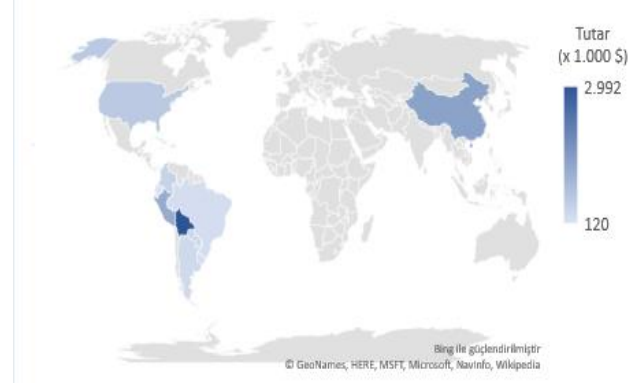 Tutar
(x 1.000 $)
2.992
120
Bing ile güçlendirilmiştir
© GeoNames, HERE, MSFT, Microsoft, NavInfo, Wikipedia